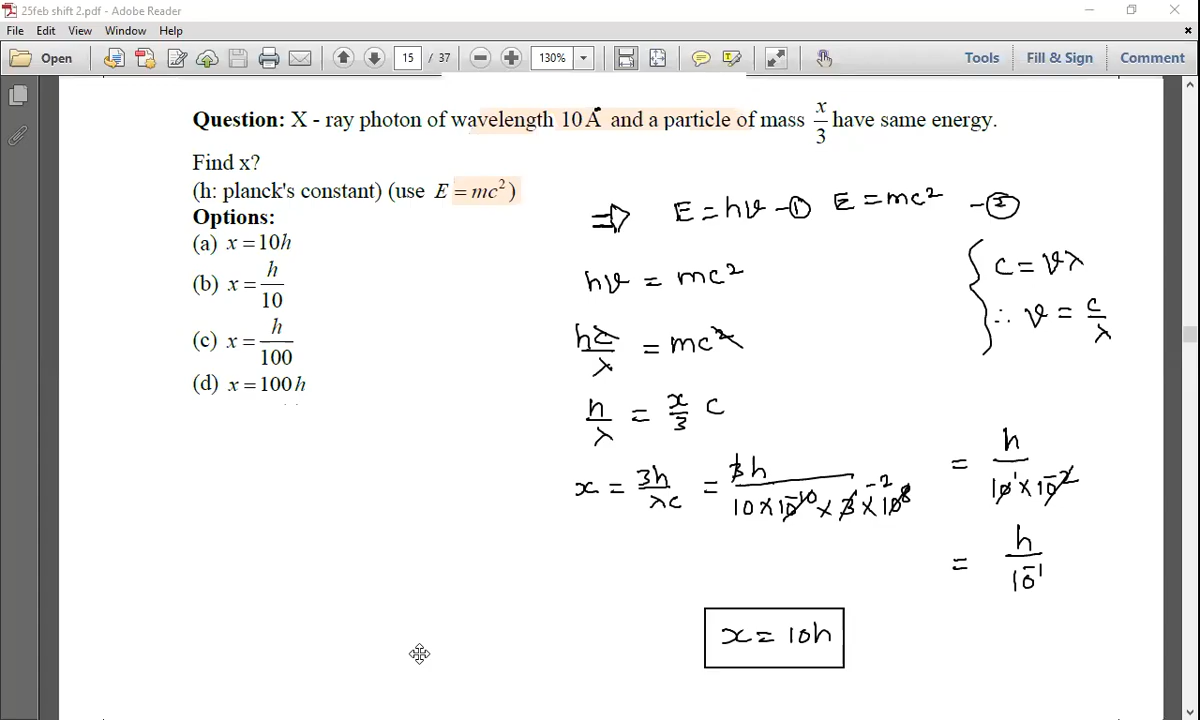 25feb shift 2.pdf - Adobe Reader
File Edit View Window Help
Open 15 / 37 130% Tools Fill & Sign Comment
Question: X - ray photon of wavelength 10 Å and a particle of mass x/3 have same energy.
Find x?
(h: planck's constant) (use E = mc²)
Options:
(a) x = 10h
(b) x = h/10
(c) x = h/100
(d) x = 100h
⇒ E = hν -① E = mc² -②
{ c = νλ
∴ ν = c/λ
hν = mc²
hc/λ = mc²
h/λ = x/3 c
x = 3h/λc = 3h/10 × 10⁻¹⁰ × 3 × 10⁸ ⁻² = h/10¹ × 10⁻²
= h/10⁻¹
x = 10h